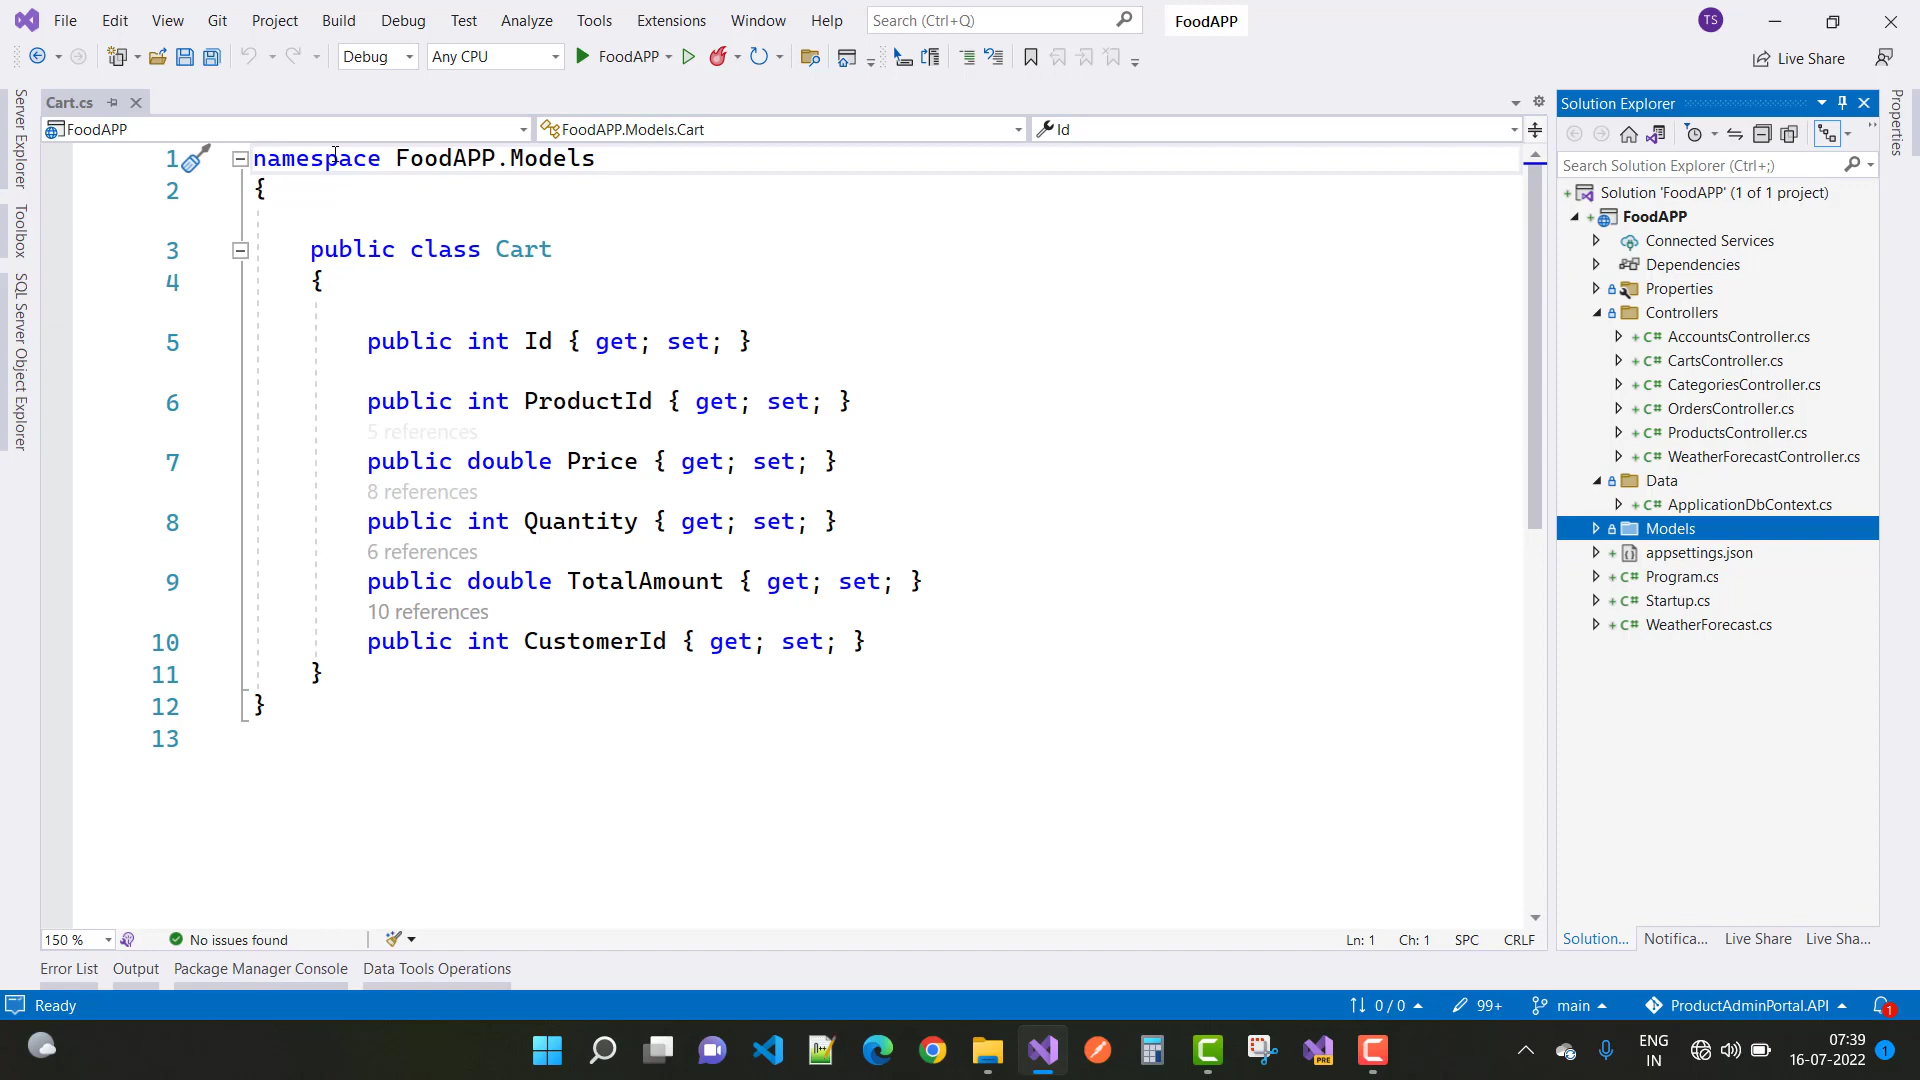 File Edit View Git Project Build Debug Test Analyze Tools Extensions Window Help Search (Ctrl+Q) FoodAPP TS
Debug Any CPU FoodAPP Live Share
Server Explorer
Toolbox
SQL Server Object Explorer
Cart.cs
FoodAPP FoodAPP.Models.Cart Id
1 namespace FoodAPP.Models
2 {
3 public class Cart
4 {
5 public int Id { get; set; }
6 public int ProductId { get; set; }
5 references
7 public double Price { get; set; }
8 references
8 public int Quantity { get; set; }
6 references
9 public double TotalAmount { get; set; }
10 references
10 public int CustomerId { get; set; }
11 }
12 }
13
150 % No issues found Ln: 1 Ch: 1 SPC CRLF
Solution Explorer
Search Solution Explorer (Ctrl+;)
Solution 'FoodAPP' (1 of 1 project)
FoodAPP
Connected Services
Dependencies
Properties
Controllers
C# AccountsController.cs
C# CartsController.cs
C# CategoriesController.cs
C# OrdersController.cs
C# ProductsController.cs
C# WeatherForecastController.cs
Data
C# ApplicationDbContext.cs
Models
appsettings.json
C# Program.cs
C# Startup.cs
C# WeatherForecast.cs
Solution... Notifica... Live Share Live Sha...
Properties
Error List Output Package Manager Console Data Tools Operations
Ready 0 / 0 99+ main ProductAdminPortal.API 1
PRE ENG IN 07:39 16-07-2022 1